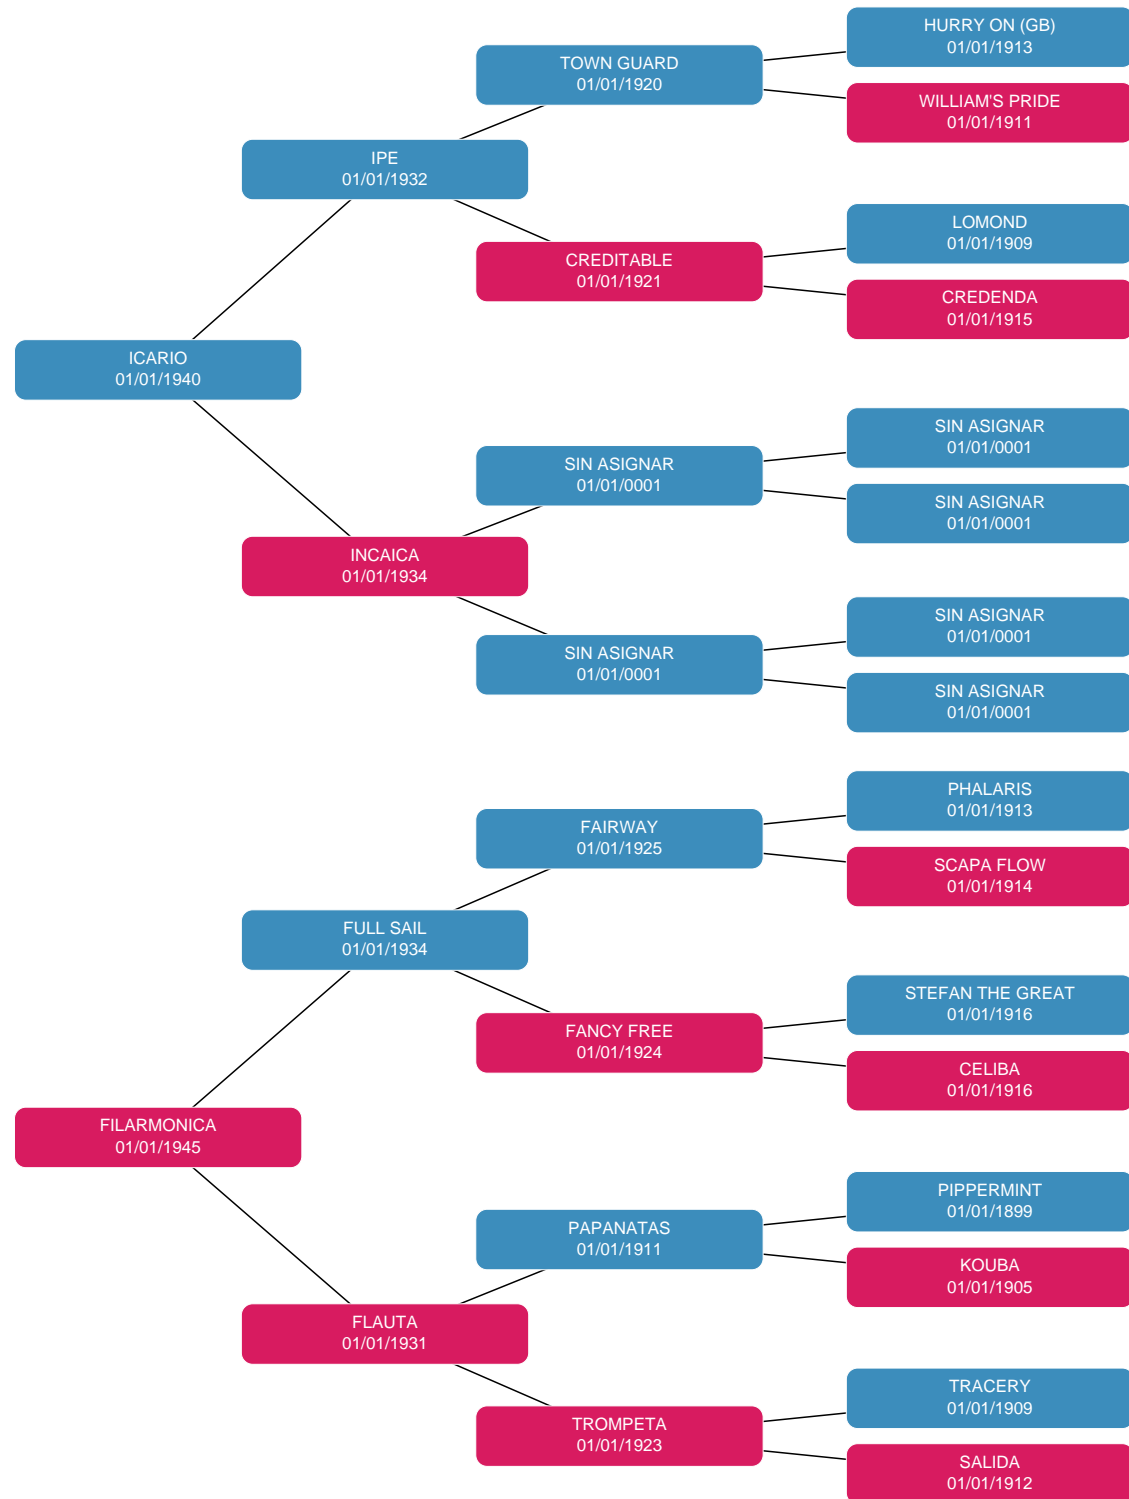 HURRY ON (GB)
01/01/1913
TOWN GUARD
01/01/1920
WILLIAM'S PRIDE
01/01/1911
IPE
01/01/1932
LOMOND
01/01/1909
CREDITABLE
01/01/1921
CREDENDA
01/01/1915
ICARIO
01/01/1940
SIN ASIGNAR
01/01/0001
SIN ASIGNAR
01/01/0001
SIN ASIGNAR
01/01/0001
INCAICA
01/01/1934
SIN ASIGNAR
01/01/0001
SIN ASIGNAR
01/01/0001
SIN ASIGNAR
01/01/0001
PHALARIS
01/01/1913
FAIRWAY
01/01/1925
SCAPA FLOW
01/01/1914
FULL SAIL
01/01/1934
STEFAN THE GREAT
01/01/1916
FANCY FREE
01/01/1924
CELIBA
01/01/1916
FILARMONICA
01/01/1945
PIPPERMINT
01/01/1899
PAPANATAS
01/01/1911
KOUBA
01/01/1905
FLAUTA
01/01/1931
TRACERY
01/01/1909
TROMPETA
01/01/1923
SALIDA
01/01/1912